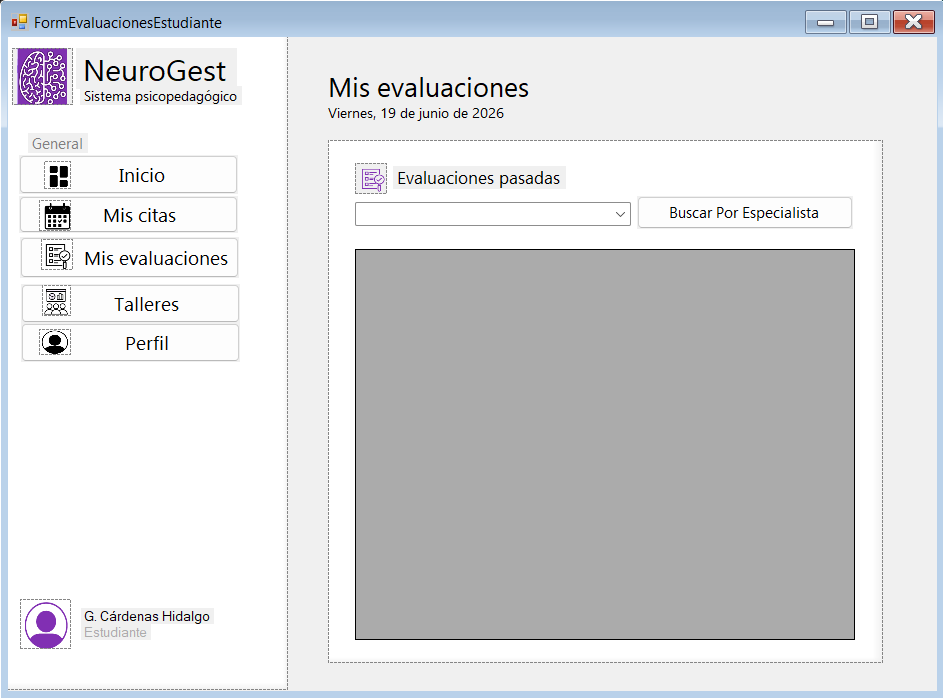 FormEvaluacionesEstudiante
NeuroGest
Sistema psicopedagógico
General
Inicio
Mis citas
Mis evaluaciones
Talleres
Perfil
G. Cárdenas Hidalgo
Estudiante
Mis evaluaciones
Viernes, 19 de junio de 2026
Evaluaciones pasadas
Buscar Por Especialista